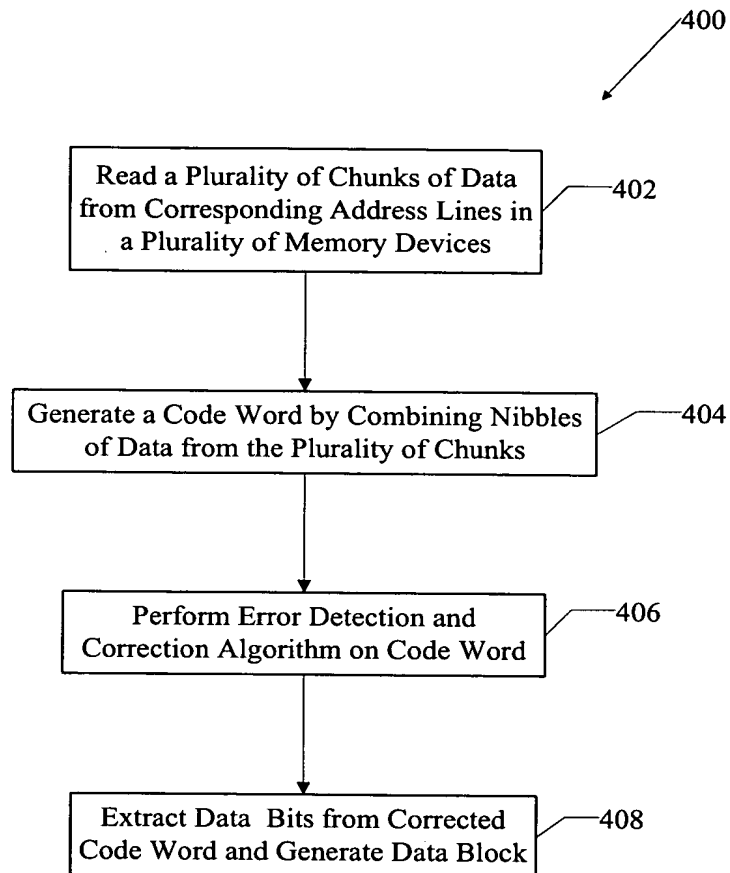 400
Read a Plurality of Chunks of Data
from Corresponding Address Lines in
a Plurality of Memory Devices
402
Generate a Code Word by Combining Nibbles
of Data from the Plurality of Chunks
404
Perform Error Detection and
Correction Algorithm on Code Word
406
Extract Data Bits from Corrected
Code Word and Generate Data Block
408